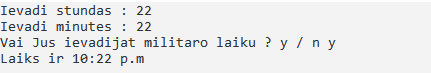 Ievadi stundas : 22
Ievadi minutes : 22
Vai Jus ievadijat militaro laiku ? y / n y
Laiks ir 10:22 p.m